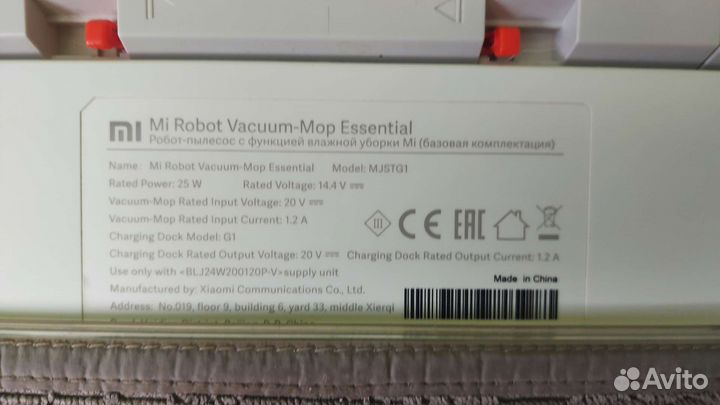 mi Mi Robot Vacuum-Mop Essential
Робот-пылесос с функцией влажной уборки Mi (базовая комплектация)
Name: Mi Robot Vacuum-Mop Essential Model: MJSTG1
Rated Power: 25 W Rated Voltage: 14.4 V
Vacuum-Mop Rated Input Voltage: 20 V
Vacuum-Mop Rated Input Current: 1.2 A
Charging Dock Model: G1
III CE EAC
Charging Dock Rated Output Voltage: 20 V Charging Dock Rated Output Current: 1.2 A
Use only with <BLJ24W200120P-V>supply unit
Made in China
Manufactured by: Xiaomi Communications Co., Ltd.
Address: No.019, floor 9, building 6, yard 33, middle Xierqi
Avito